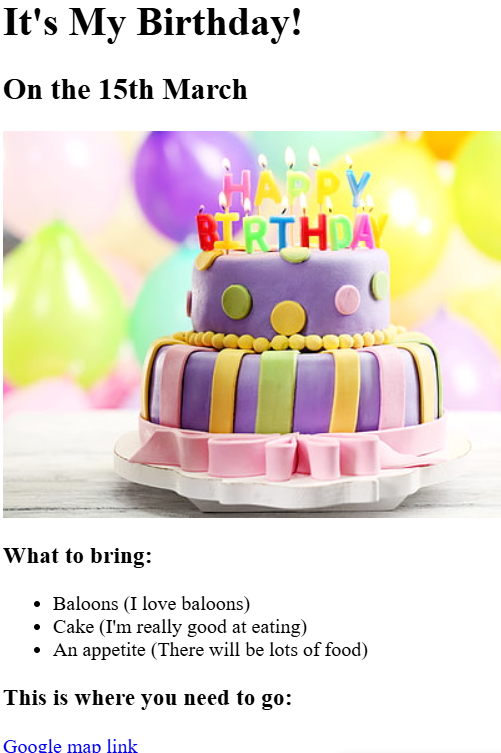 It's My Birthday!
On the 15th March
HAPPY
BIRTHDAY
What to bring:
Baloons (I love baloons)
Cake (I'm really good at eating)
An appetite (There will be lots of food)
This is where you need to go:
Google map link